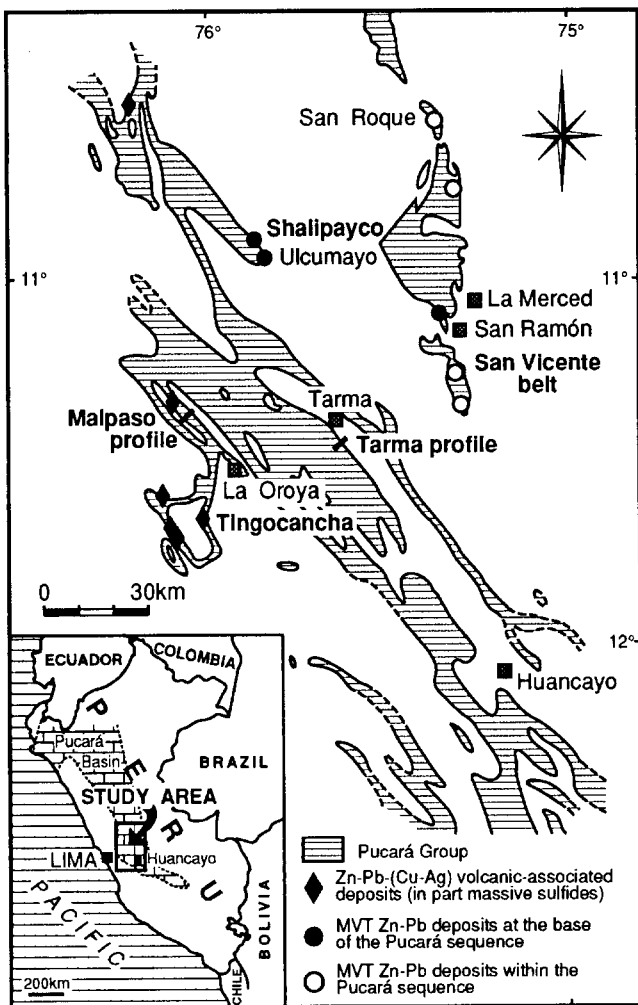 76°
75°
San Roque
Shalipayco
Ulcumayo
11°
11°
La Merced
San Ramón
San Vicente
belt
Tarma
Malpaso
profile
Tarma profile
La Oroya
TIngocancha
0 30km
12°
Huancayo
ECUADOR
COLOMBIA
PERU
Pucará
Basin
BRAZIL
STUDY AREA
LIMA
Huancayo
PACIFIC
BOLIVIA
CHILE
200km
Pucará Group
Zn-Pb-(Cu-Ag) volcanic-associated
deposits (in part massive sulfides)
MVT Zn-Pb deposits at the base
of the Pucará sequence
MVT Zn-Pb deposits within the
Pucará sequence